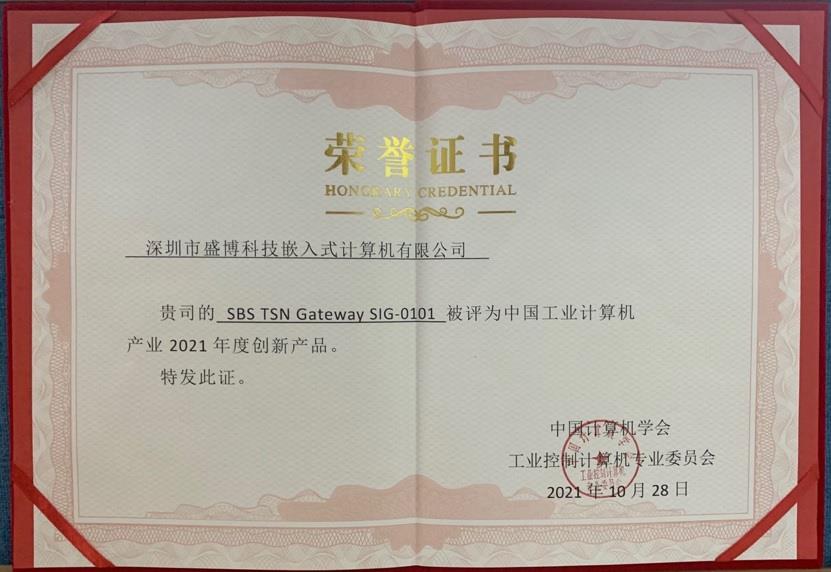 荣誉证书
HONORARY CREDENTIAL
深圳市盛博科技嵌入式计算机有限公司
贵司的 SBS TSN Gateway SIG-0101 被评为中国工业计算机
产业 2021 年度创新产品。
特发此证。
中国计算机学会
工业控制计算机专业委员会
2021 年 10 月 28 日